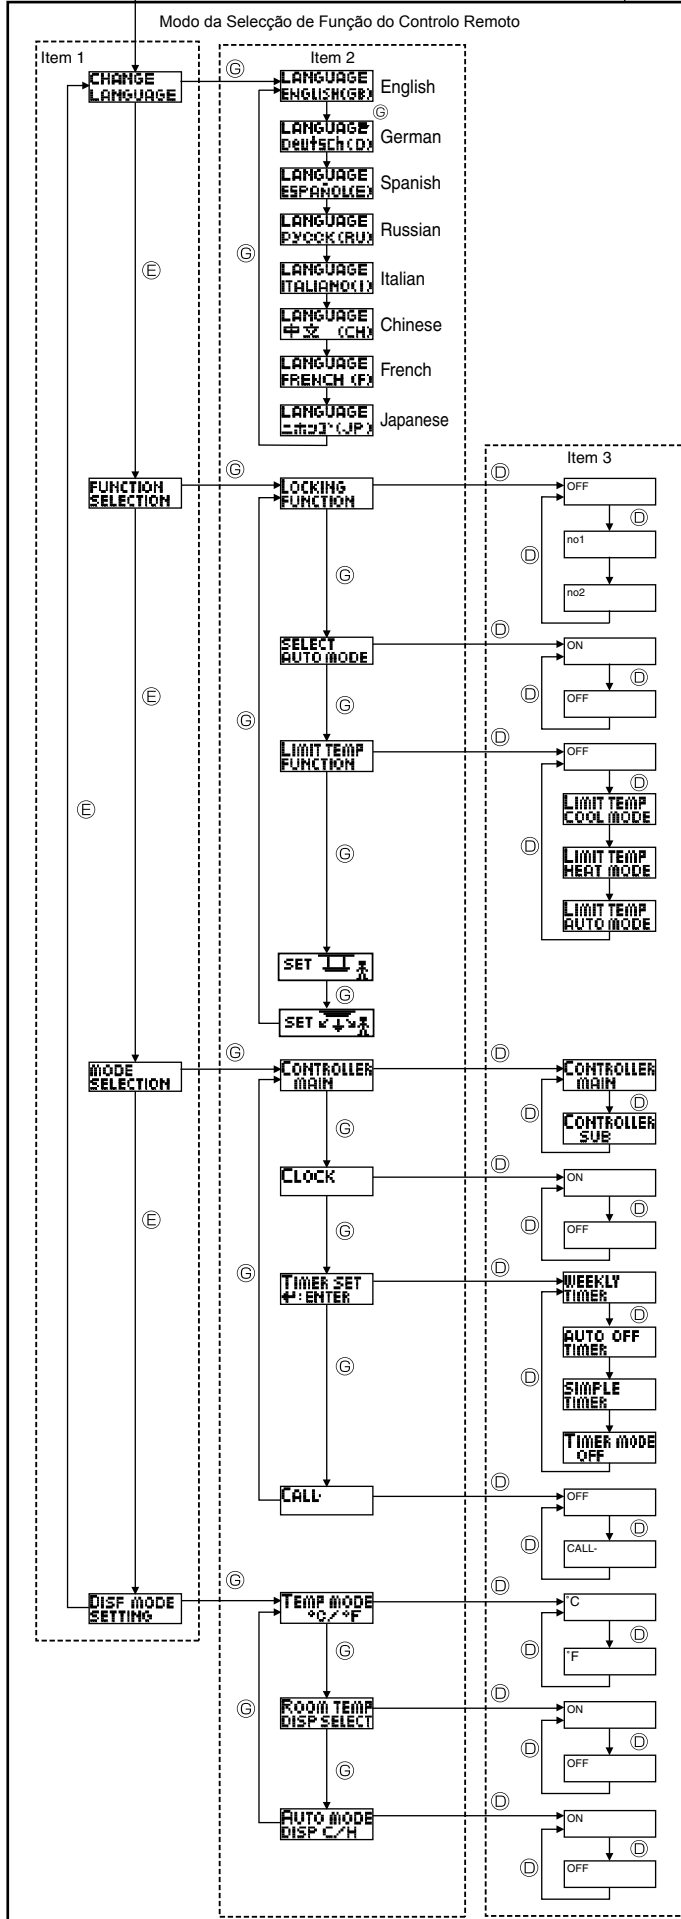 Modo da Selecção de Função do Controlo Remoto
Item 1
CHANGE
LANGUAGE
Ⓔ
FUNCTION
SELECTION
Ⓔ
Ⓔ
MODE
SELECTION
Ⓔ
DISP MODE
SETTING
Ⓖ
Item 2
LANGUAGE
ENGLISH(GB)
English
Ⓖ
LANGUAGE
Deutsch(D)
German
LANGUAGE
ESPAÑOL(E)
Spanish
LANGUAGE
РУССК(RU)
Russian
Ⓖ
LANGUAGE
ITALIANO(I)
Italian
LANGUAGE
中文 (CH)
Chinese
LANGUAGE
FRENCH (F)
French
LANGUAGE
ニホンゴ(JP)
Japanese
Ⓖ
LOCKING
FUNCTION
Ⓖ
SELECT
AUTO MODE
Ⓖ
Ⓖ
LIMIT TEMP
FUNCTION
Ⓖ
SET
Ⓖ
SET
Ⓖ
CONTROLLER
MAIN
Ⓖ
CLOCK
Ⓖ
Ⓖ
TIMER SET
↵:ENTER
Ⓖ
CALL-
Ⓖ
TEMP MODE
°C/°F
Ⓖ
Ⓖ
ROOM TEMP
DISP SELECT
Ⓖ
AUTO MODE
DISP C/H
Item 3
Ⓓ
OFF
Ⓓ
Ⓓ
no1
no2
Ⓓ
ON
Ⓓ
Ⓓ
OFF
Ⓓ
OFF
Ⓓ
LIMIT TEMP
COOL MODE
Ⓓ
LIMIT TEMP
HEAT MODE
LIMIT TEMP
AUTO MODE
Ⓓ
CONTROLLER
MAIN
Ⓓ
Ⓓ
CONTROLLER
SUB
Ⓓ
ON
Ⓓ
Ⓓ
OFF
Ⓓ
WEEKLY
TIMER
Ⓓ
AUTO OFF
TIMER
Ⓓ
SIMPLE
TIMER
TIMER MODE
OFF
Ⓓ
OFF
Ⓓ
Ⓓ
CALL-
Ⓓ
°C
Ⓓ
Ⓓ
°F
Ⓓ
ON
Ⓓ
Ⓓ
OFF
Ⓓ
ON
Ⓓ
Ⓓ
OFF